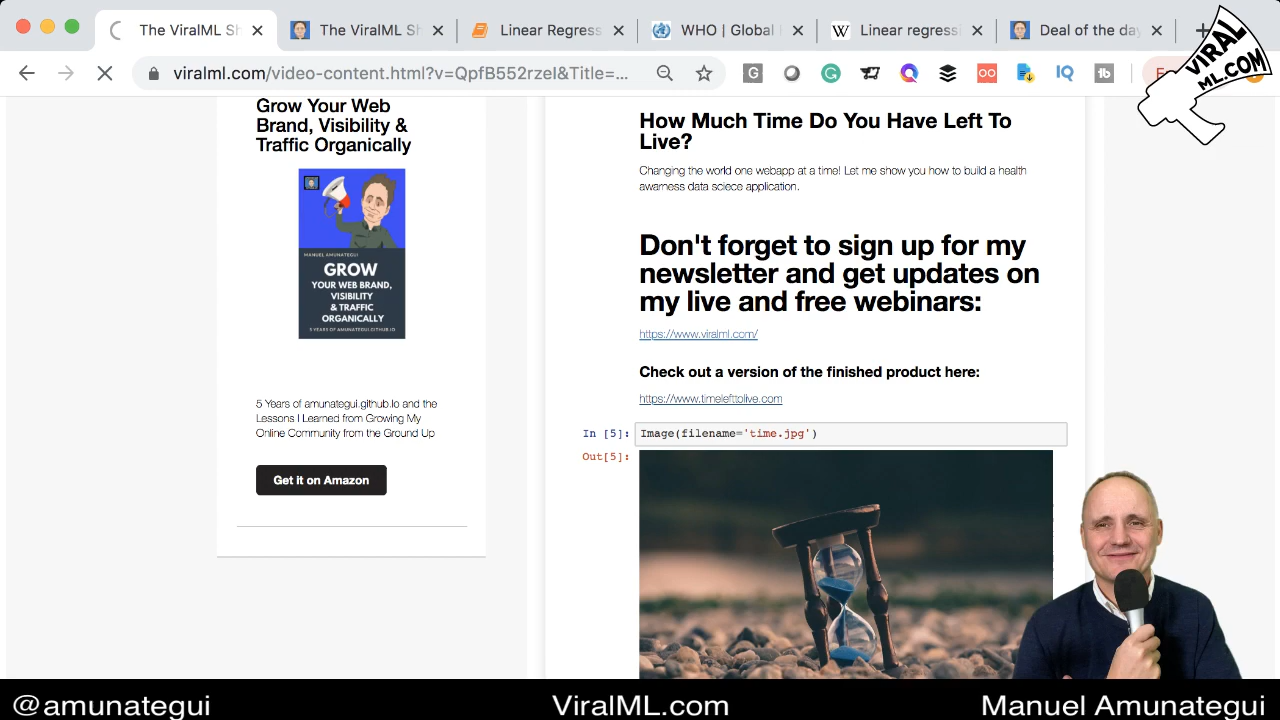 The ViralML Sh
The ViralML Sh
Linear Regress
WHO | Global
Linear regressi
Deal of the day
viralml.com/video-content.html?v=QpfB552rzeI&Title=...
VIRAL
ML.COM
Grow Your Web
Brand, Visibility &
Traffic Organically
MANUEL AMUNATEGUI
GROW
YOUR WEB BRAND,
VISIBILITY
& TRAFFIC
ORGANICALLY
5 YEARS OF AMUNATEGUI.GITHUB.IO
5 Years of amunategui.github.io and the
Lessons I Learned from Growing My
Online Community from the Ground Up
Get it on Amazon
How Much Time Do You Have Left To
Live?
Changing the world one webapp at a time! Let me show you how to build a health
awarness data sciece application.
Don't forget to sign up for my
newsletter and get updates on
my live and free webinars:
https://www.viralml.com/
Check out a version of the finished product here:
https://www.timelefttolive.com
In [5]: Image(filename='time.jpg')
Out[5]:
@amunategui
ViralML.com
Manuel Amunategui